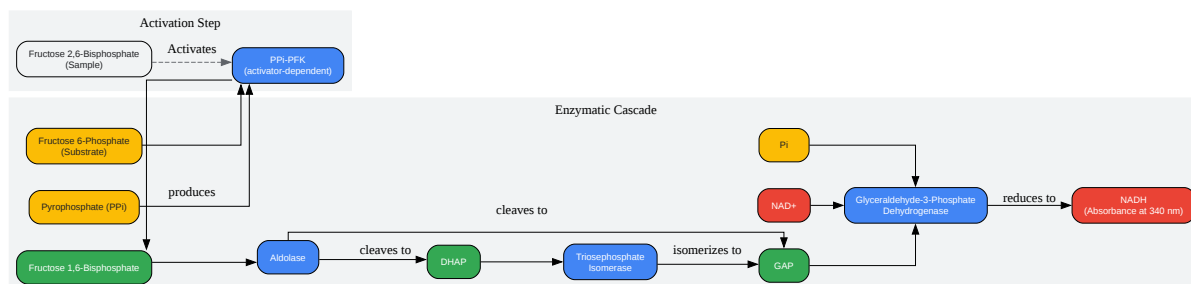 Activation Step
Fructose 2,6-Bisphosphate
(Sample)
Activates
PPi-PFK
(activator-dependent)
Enzymatic Cascade
Fructose 6-Phosphate
(Substrate)
Pi
produces
Pyrophosphate (PPi)
cleaves to
NAD+
Glyceraldehyde-3-Phosphate
Dehydrogenase
reduces to
NADH
(Absorbance at 340 nm)
Fructose 1,6-Bisphosphate
Aldolase
cleaves to
DHAP
Triosephosphate
Isomerase
isomerizes to
GAP